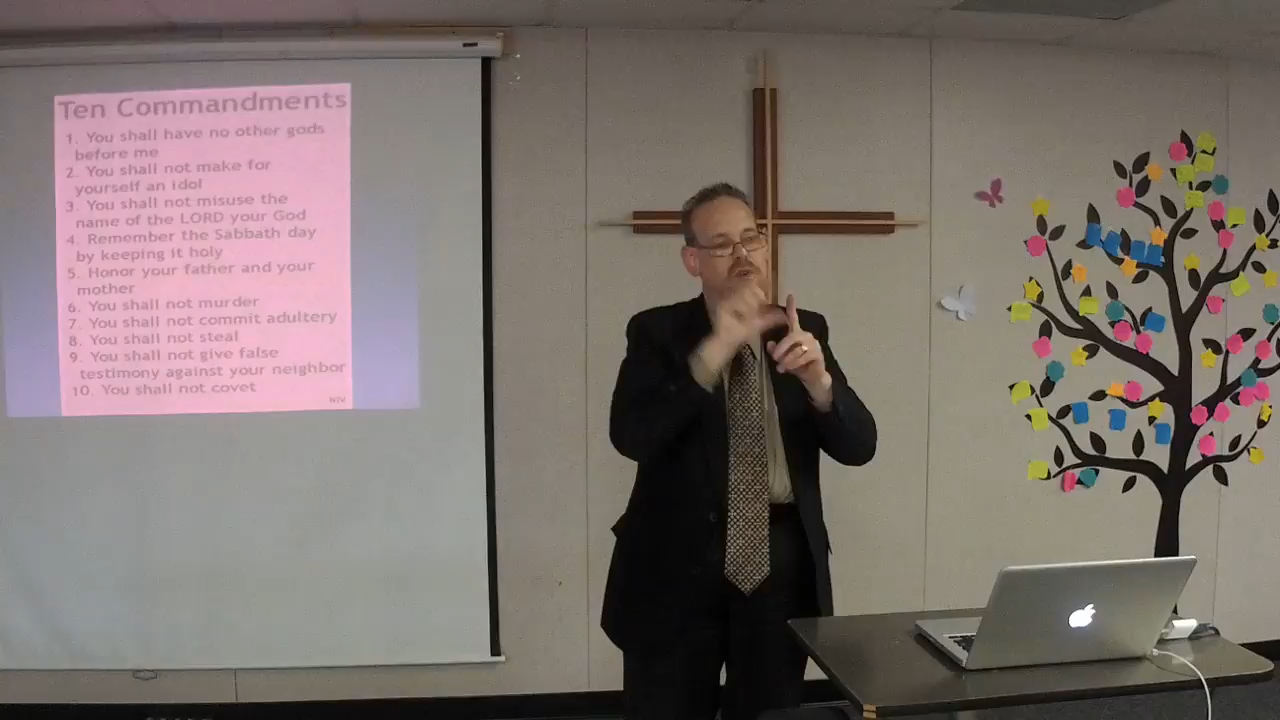 Ten Commandments
1. You shall have no other gods
before me
2. You shall not make for
yourself an idol
3. You shall not misuse the
name of the LORD your God
4. Remember the Sabbath day
by keeping it holy
5. Honor your father and your
mother
6. You shall not murder
7. You shall not commit adultery
8. You shall not steal
9. You shall not give false
testimony against your neighbor
10. You shall not covet
NIV